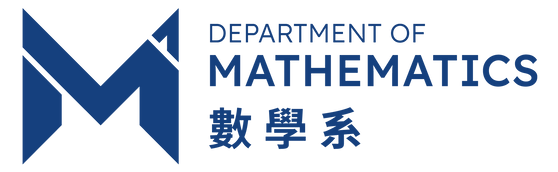 DEPARTMENT OF
MATHEMATICS
數學系